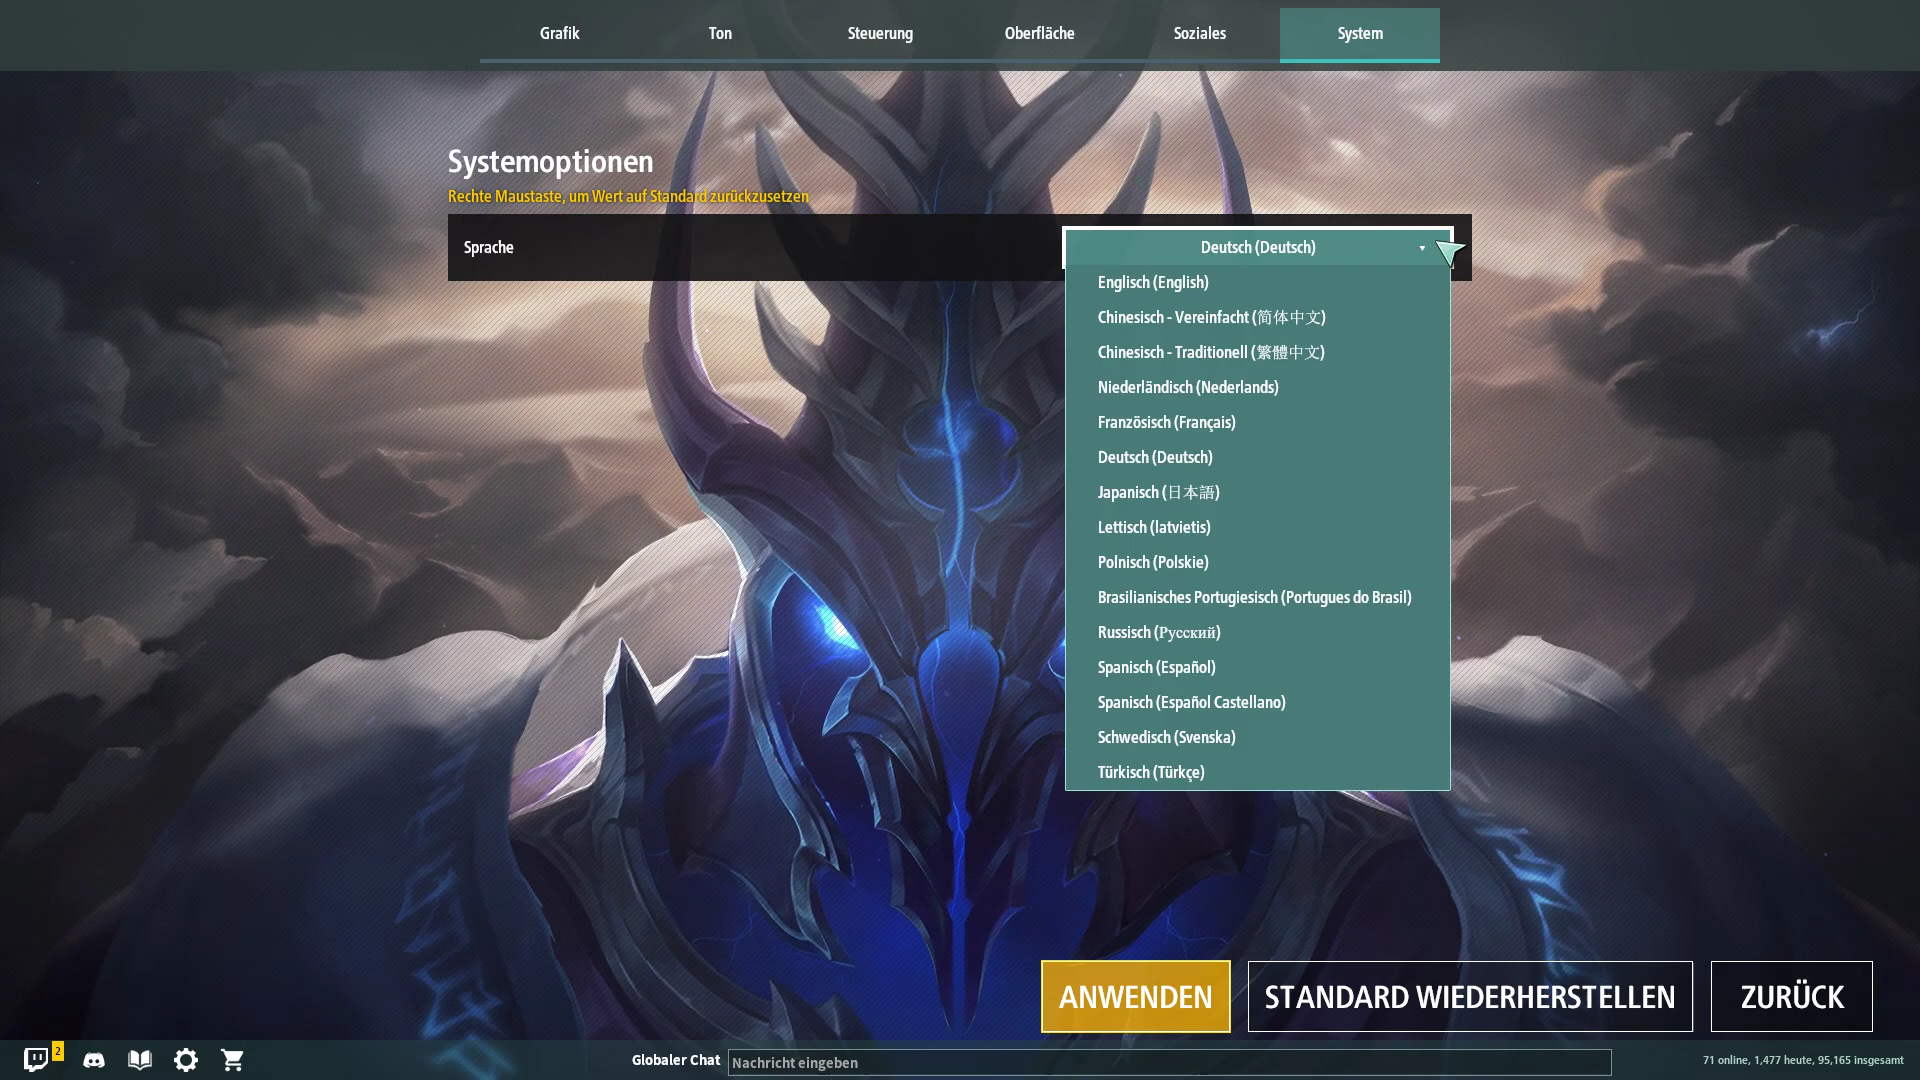 Grafik
Ton
Steuerung
Oberfläche
Soziales
System
Systemoptionen
Rechte Maustaste, um Wert auf Standard zurückzusetzen
Sprache
Deutsch (Deutsch)
Englisch (English)
Chinesisch - Vereinfacht (简体中文)
Chinesisch - Traditionell (繁體中文)
Niederländisch (Nederlands)
Französisch (Français)
Deutsch (Deutsch)
Japanisch (日本語)
Lettisch (latvietis)
Polnisch (Polskie)
Brasilianisches Portugiesisch (Portugues do Brasil)
Russisch (Русский)
Spanisch (Español)
Spanisch (Español Castellano)
Schwedisch (Svenska)
Türkisch (Türkçe)
ANWENDEN
STANDARD WIEDERHERSTELLEN
ZURÜCK
2
Globaler Chat
Nachricht eingeben
71 online, 1,477 heute, 95,165 insgesamt